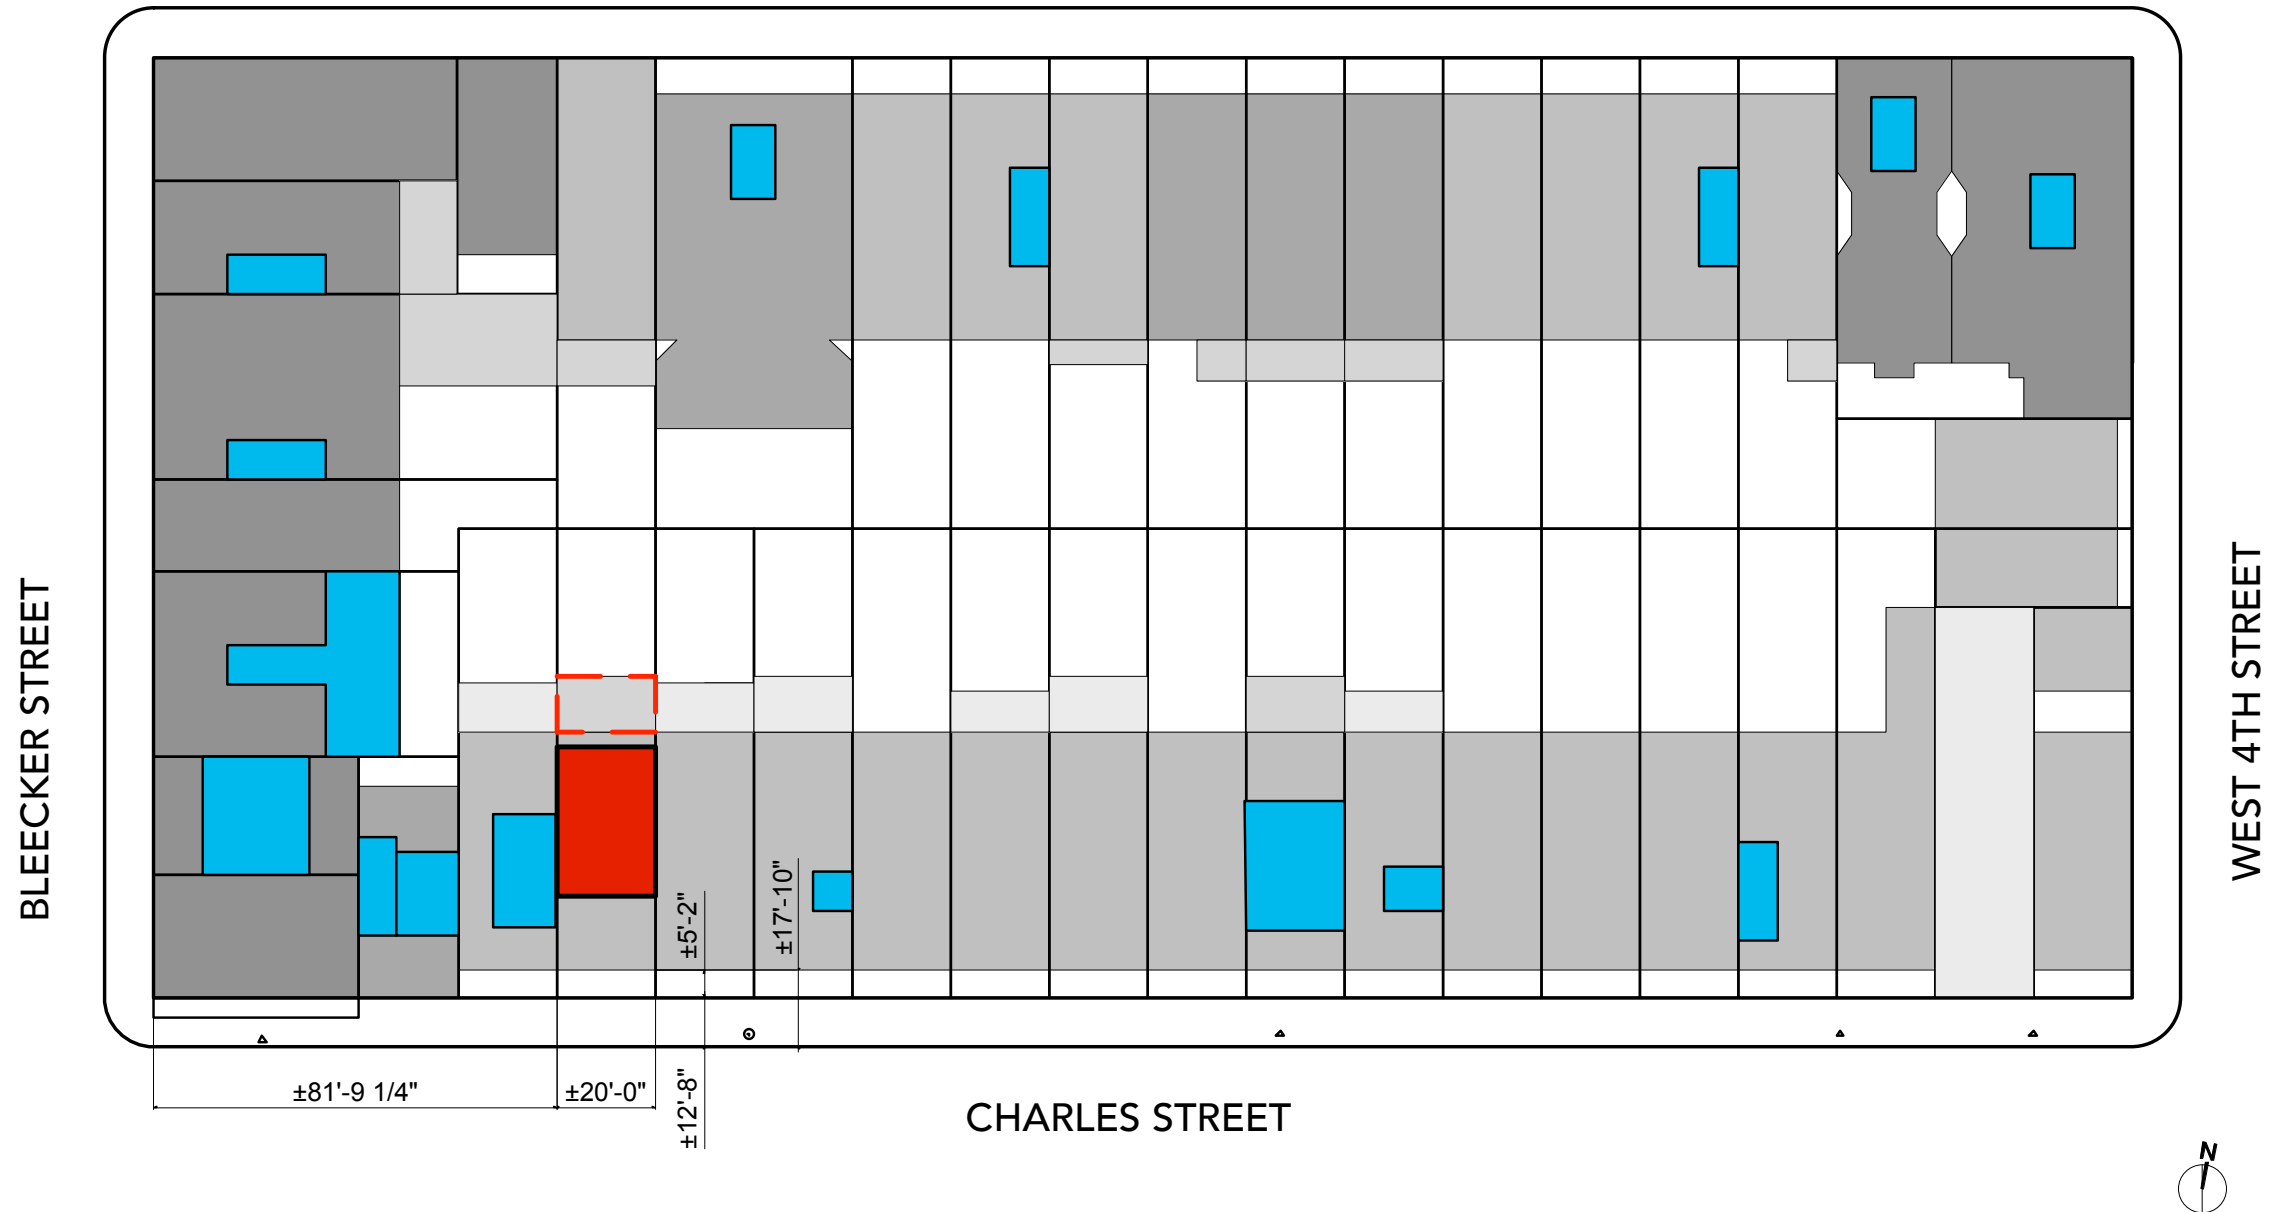 BLEECKER STREET
WEST 4TH STREET
±5'-2"
±17'-10"
±81'-9 1/4"
±20'-0"
±12'-8"
CHARLES STREET
N